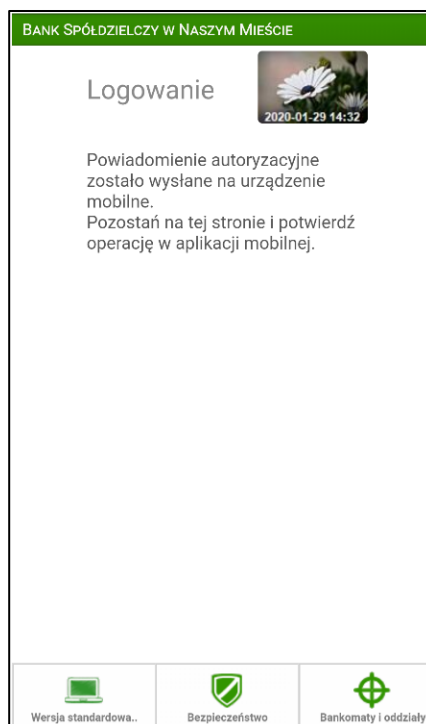 Bank Spółdzielczy w Naszym Mieście
Logowanie
2020-01-29 14:32
Powiadomienie autoryzacyjne
zostało wysłane na urządzenie
mobilne.
Pozostań na tej stronie i potwierdź
operację w aplikacji mobilnej.
Wersja standardowa..
Bezpieczeństwo
Bankomaty i oddziały